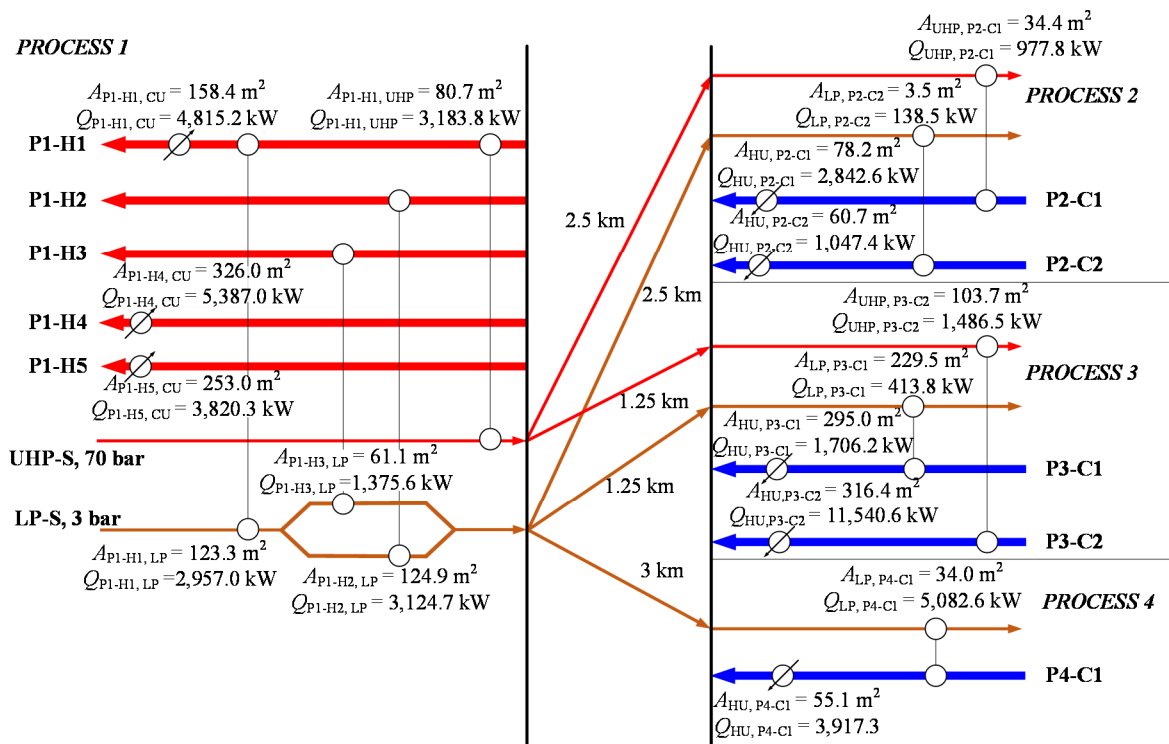 PROCESS 1
A_P1-H1, CU = 158.4 m²
Q_P1-H1, CU = 4,815.2 kW
A_P1-H1, UHP = 80.7 m²
Q_P1-H1, UHP = 3,183.8 kW
P1-H1
P1-H2
P1-H3
A_P1-H4, CU = 326.0 m²
Q_P1-H4, CU = 5,387.0 kW
P1-H4
P1-H5
A_P1-H5, CU = 253.0 m²
Q_P1-H5, CU = 3,820.3 kW
UHP-S, 70 bar
A_P1-H3, LP = 61.1 m²
Q_P1-H3, LP = 1,375.6 kW
LP-S, 3 bar
A_P1-H1, LP = 123.3 m²
Q_P1-H1, LP = 2,957.0 kW
A_P1-H2, LP = 124.9 m²
Q_P1-H2, LP = 3,124.7 kW
2.5 km
2.5 km
1.25 km
1.25 km
3 km
A_UHP, P2-C1 = 34.4 m²
Q_UHP, P2-C1 = 977.8 kW
PROCESS 2
A_LP, P2-C2 = 3.5 m²
Q_LP, P2-C2 = 138.5 kW
A_HU, P2-C1 = 78.2 m²
Q_HU, P2-C1 = 2,842.6 kW
P2-C1
A_HU, P2-C2 = 60.7 m²
Q_HU, P2-C2 = 1,047.4 kW
P2-C2
A_UHP, P3-C2 = 103.7 m²
Q_UHP, P3-C2 = 1,486.5 kW
A_LP, P3-C1 = 229.5 m²
PROCESS 3
Q_LP, P3-C1 = 413.8 kW
A_HU, P3-C1 = 295.0 m²
Q_HU, P3-C1 = 1,706.2 kW
P3-C1
A_HU,P3-C2 = 316.4 m²
Q_HU,P3-C2 = 11,540.6 kW
P3-C2
A_LP, P4-C1 = 34.0 m²
Q_LP, P4-C1 = 5,082.6 kW
PROCESS 4
P4-C1
A_HU, P4-C1 = 55.1 m²
Q_HU, P4-C1 = 3,917.3